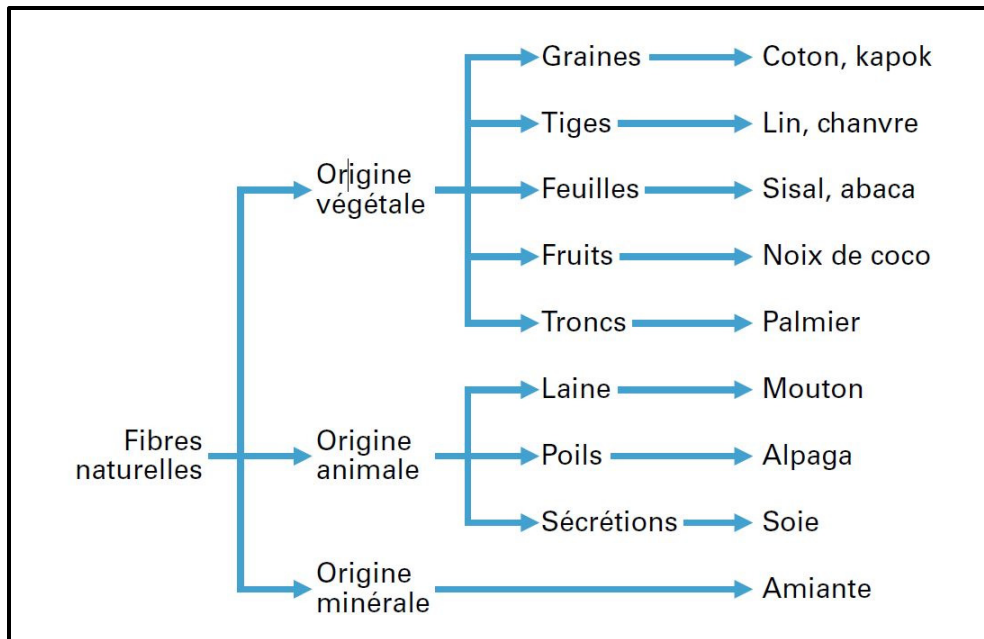 Graines Coton, kapok
Tiges Lin, chanvre
Origine
végétale
Feuilles Sisal, abaca
Fruits Noix de coco
Troncs Palmier
Laine Mouton
Fibres
naturelles
Origine
animale
Poils Alpaga
Sécrétions Soie
Origine
minérale
Amiante